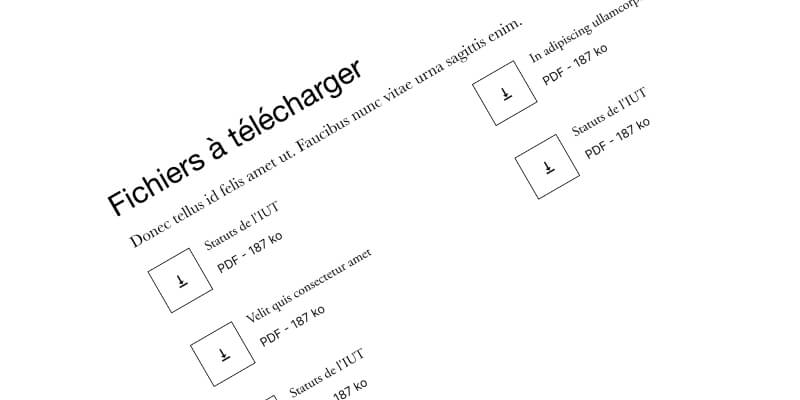 Fichiers à télécharger
Donec tellus id felis amet ut. Faucibus nunc vitae urna sagittis enim.
Statuts de l'IUT
PDF - 187 ko
Velit quis consectetur amet
PDF - 187 ko
Statuts de l'IUT
187 ko
In adipiscing
PDF - 187 ko
Statuts de l'IUT
PDF - 187 ko